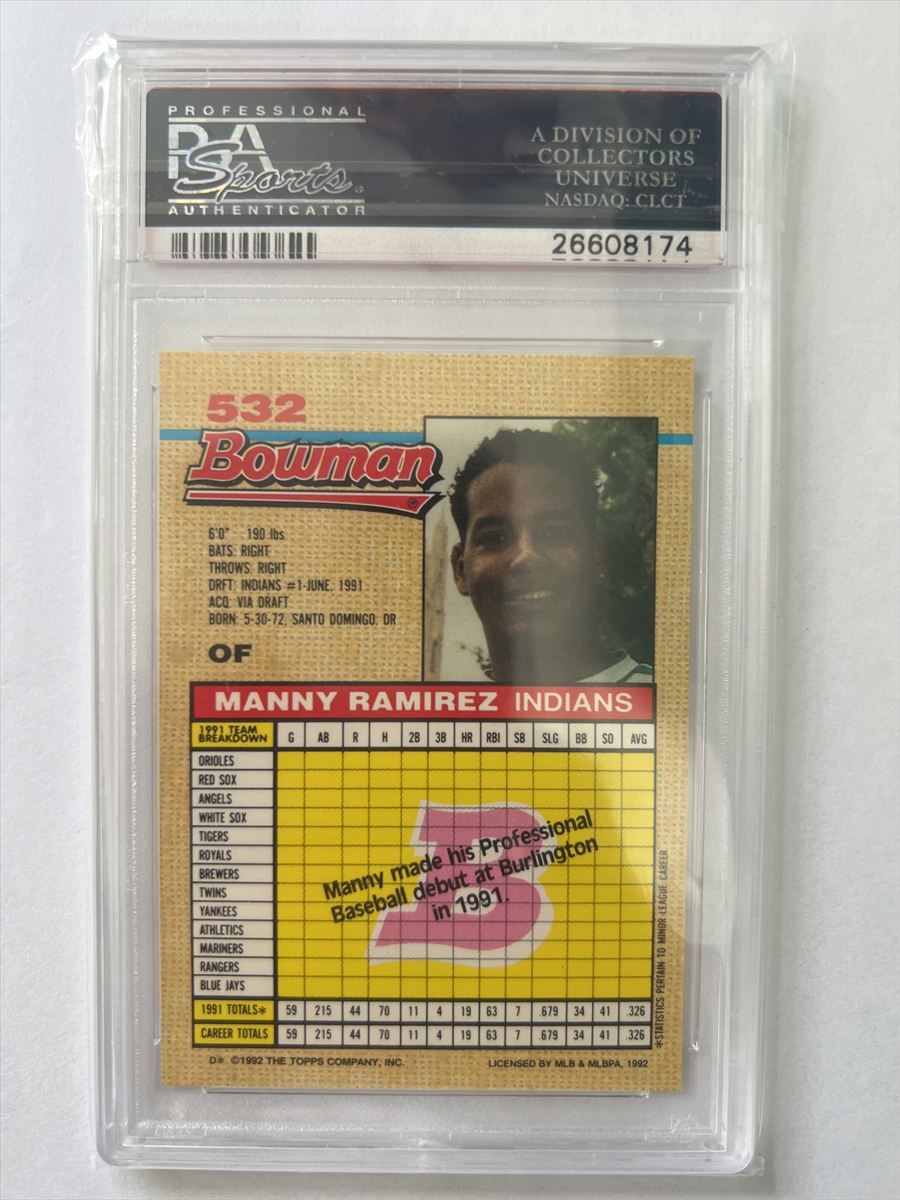 PROFESSIONAL
PSA
Sports
AUTHENTICATOR
A DIVISION OF
COLLECTORS
UNIVERSE
NASDAQ: CLCT
26608174
532
Bowman
6'0" 190 lbs
BATS: RIGHT
THROWS: RIGHT
DRFT: INDIANS #1-JUNE, 1991
ACQ: VIA DRAFT
BORN: 5-30-72, SANTO DOMINGO, DR
OF
MANNY RAMIREZ INDIANS
1991 TEAM BREAKDOWN G AB R H 2B 3B HR RBI SB SLG BB SO AVG
ORIOLES
RED SOX
ANGELS
WHITE SOX
TIGERS
ROYALS
BREWERS
TWINS
YANKEES
ATHLETICS
MARINERS
RANGERS
BLUE JAYS
B
Manny made his Professional
Baseball debut at Burlington
in 1991.
1991 TOTALS* 59 215 44 70 11 4 19 63 7 .679 34 41 .326
CAREER TOTALS 59 215 44 70 11 4 19 63 7 .679 34 41 .326
*STATISTICS PERTAIN TO MINOR LEAGUE CAREER
D* ©1992 THE TOPPS COMPANY, INC. LICENSED BY MLB & MLBPA, 1992